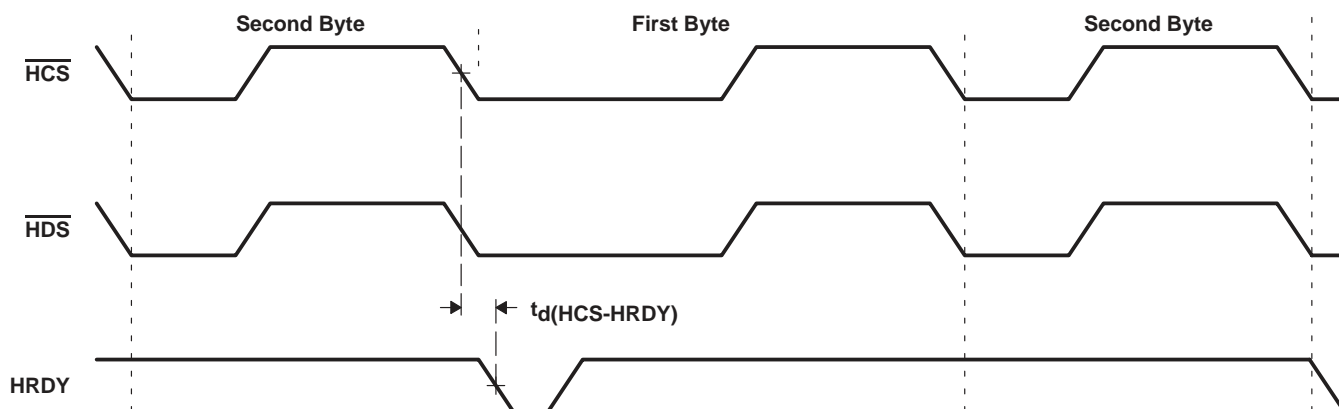 Second Byte First Byte Second Byte
HCS
HDS
td(HCS-HRDY)
HRDY